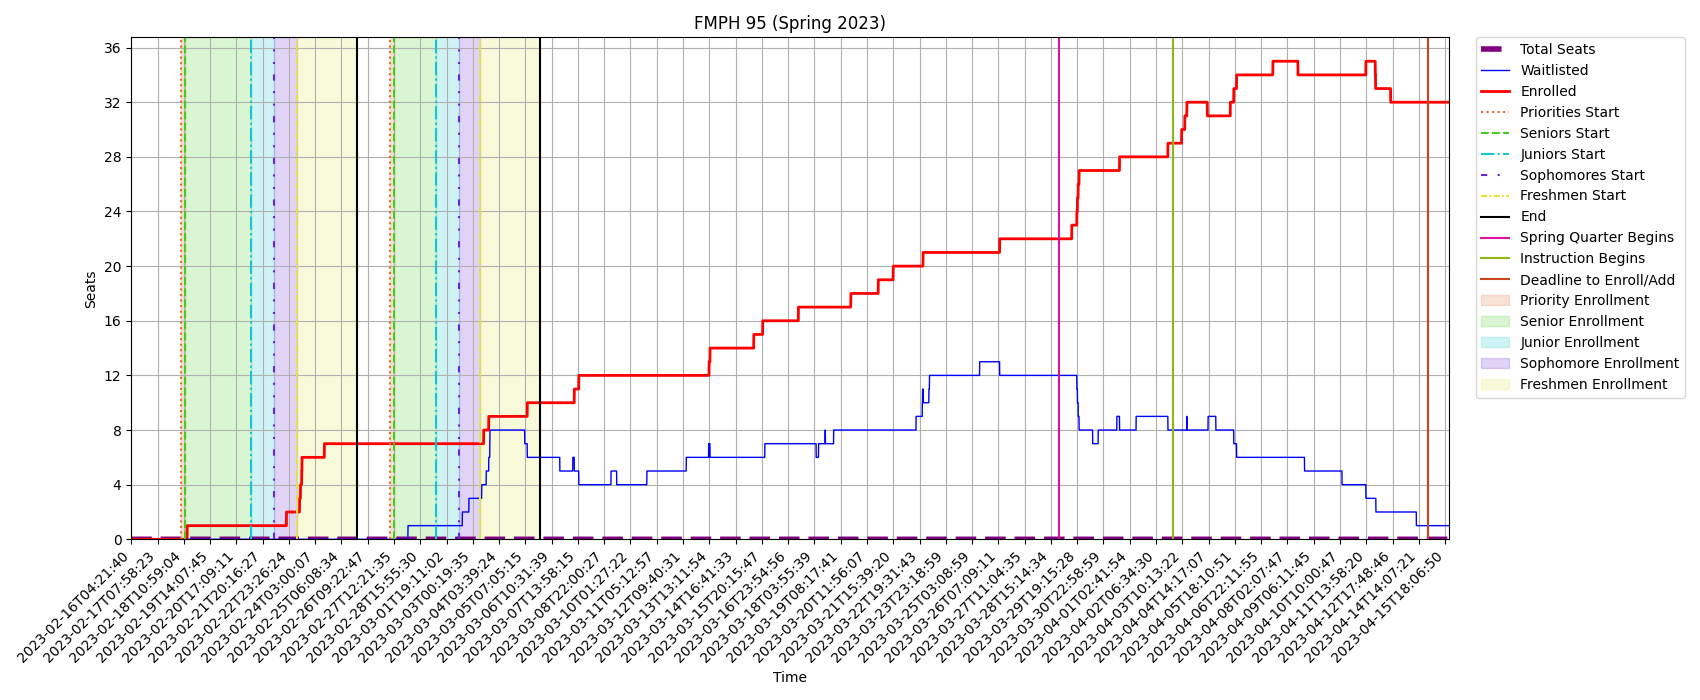 FMPH 95 (Spring 2023)
Seats
36
32
28
24
20
16
12
8
4
0
2023-02-16T04:21:40
2023-02-17T07:58:23
2023-02-18T10:59:04
2023-02-19T14:07:45
2023-02-20T17:09:11
2023-02-21T20:16:27
2023-02-22T23:26:24
2023-02-24T03:00:07
2023-02-25T06:08:34
2023-02-26T09:22:47
2023-02-27T12:21:35
2023-02-28T15:55:30
2023-03-01T19:11:02
2023-03-03T00:19:35
2023-03-04T03:39:24
2023-03-05T07:05:15
2023-03-06T10:31:39
2023-03-07T13:58:15
2023-03-08T22:00:27
2023-03-10T01:27:22
2023-03-11T05:12:57
2023-03-12T09:40:31
2023-03-13T13:11:54
2023-03-14T16:41:33
2023-03-15T20:15:47
2023-03-16T23:54:56
2023-03-18T03:55:39
2023-03-19T08:17:41
2023-03-20T11:56:07
2023-03-21T15:39:20
2023-03-22T19:31:43
2023-03-23T23:18:59
2023-03-25T03:08:59
2023-03-26T07:09:11
2023-03-27T11:04:35
2023-03-28T15:14:34
2023-03-29T19:15:28
2023-03-30T22:58:59
2023-04-01T02:41:54
2023-04-02T06:34:30
2023-04-03T10:13:22
2023-04-04T14:17:07
2023-04-05T18:10:51
2023-04-06T22:11:55
2023-04-08T02:07:47
2023-04-09T06:11:45
2023-04-10T10:00:47
2023-04-11T13:58:20
2023-04-12T17:48:46
2023-04-14T14:07:21
2023-04-15T18:06:50
Time
Total Seats
Waitlisted
Enrolled
Priorities Start
Seniors Start
Juniors Start
Sophomores Start
Freshmen Start
End
Spring Quarter Begins
Instruction Begins
Deadline to Enroll/Add
Priority Enrollment
Senior Enrollment
Junior Enrollment
Sophomore Enrollment
Freshmen Enrollment